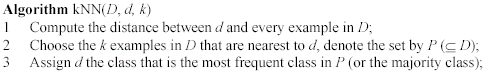 Algorithm kNN(D, d, k)
1 Compute the distance between d and every example in D;
2 Choose the k examples in D that are nearest to d, denote the set by P (⊆ D);
3 Assign d the class that is the most frequent class in P (or the majority class);